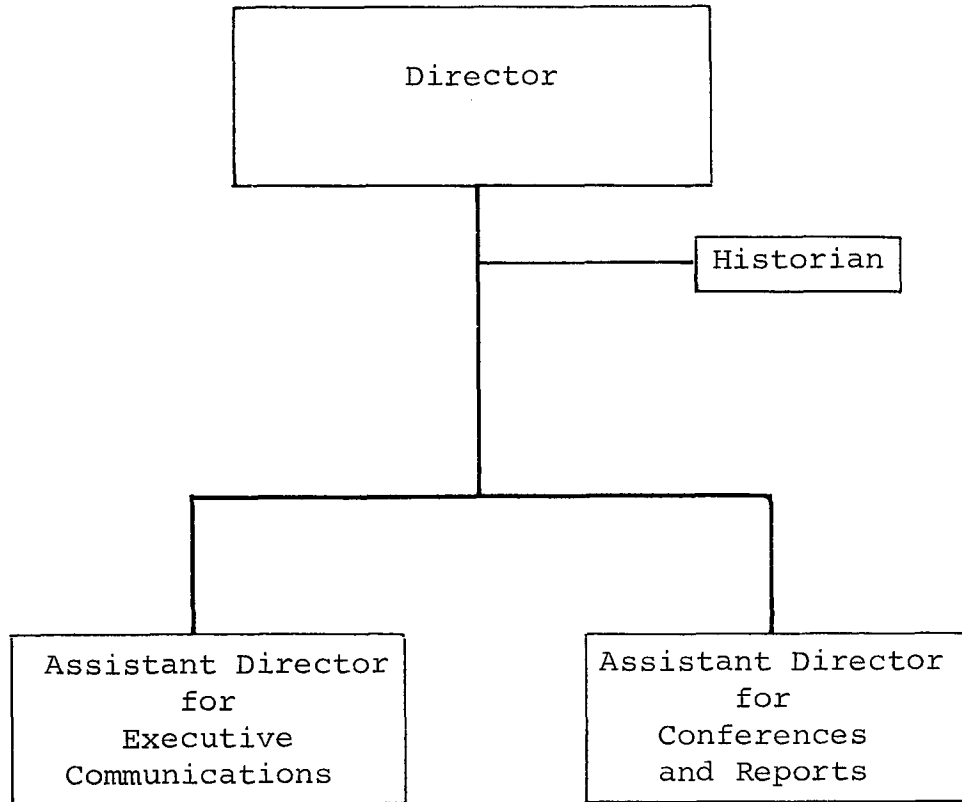 Director
Historian
Assistant Director
for
Executive
Communications
Assistant Director
for
Conferences
and Reports